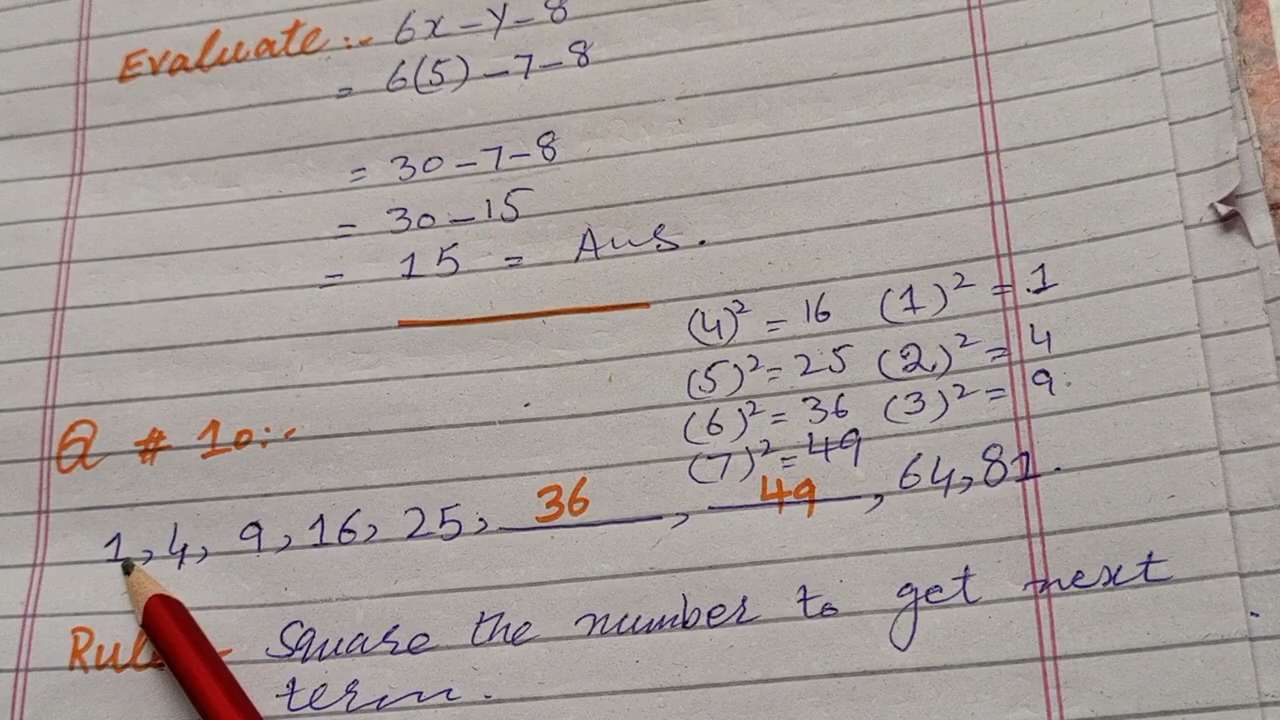 Evaluate:- 6x-y-8
= 6(5)-7-8
= 30-7-8
= 30-15
= 15 = Ans.
(4)² = 16 (1)² = 1
(5)² = 25 (2)² = 4
(6)² = 36 (3)² = 9
(7)² = 49
Q # 10:-
1, 4, 9, 16, 25, 36, 49, 64, 81.
Rule - Square the number to get next
term.